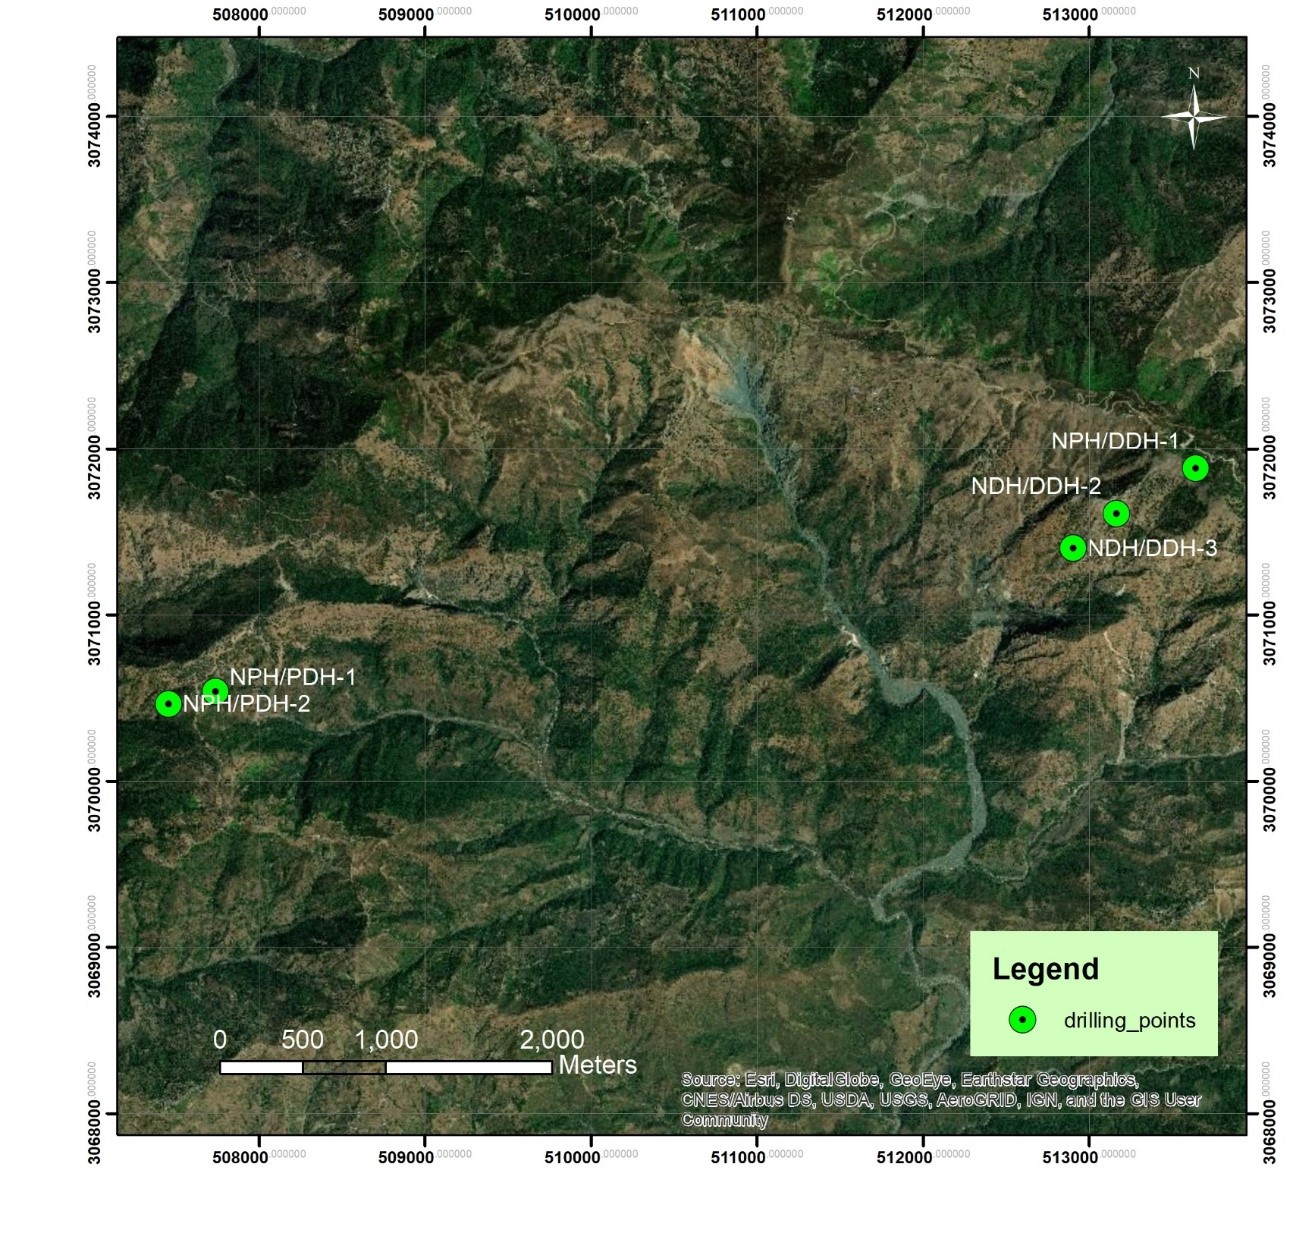 508000.000000 509000.000000 510000.000000 511000.000000 512000.000000 513000.000000
N
3074000.000000 3074000.000000
3073000.000000 3073000.000000
3072000.000000 3072000.000000
3071000.000000 3071000.000000
3070000.000000 3070000.000000
3069000.000000 3069000.000000
3068000.000000 3068000.000000
NPH/DDH-1
NDH/DDH-2
NDH/DDH-3
NPH/PDH-1
NPH/PDH-2
Legend
drilling_points
0 500 1,000 2,000
Meters
Source: Esri, DigitalGlobe, GeoEye, Earthstar Geographics,
CNES/Airbus DS, USDA, USGS, AeroGRID, IGN, and the GIS User
Community
508000.000000 509000.000000 510000.000000 511000.000000 512000.000000 513000.000000